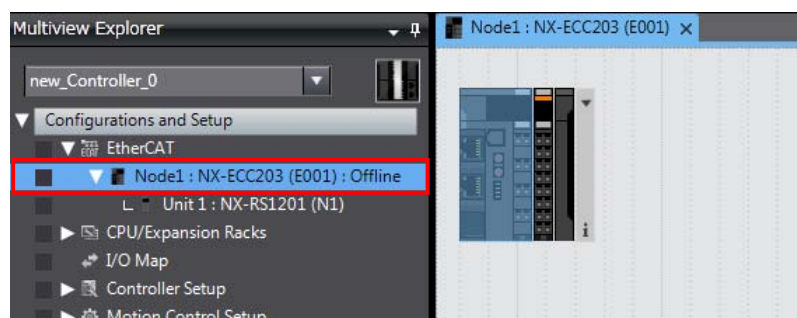 Multiview Explorer
new_Controller_0
Configurations and Setup
EtherCAT
Node1 : NX-ECC203 (E001) : Offline
Unit 1 : NX-RS1201 (N1)
CPU/Expansion Racks
I/O Map
Controller Setup
Motion Control Setup
Node1 : NX-ECC203 (E001)
i